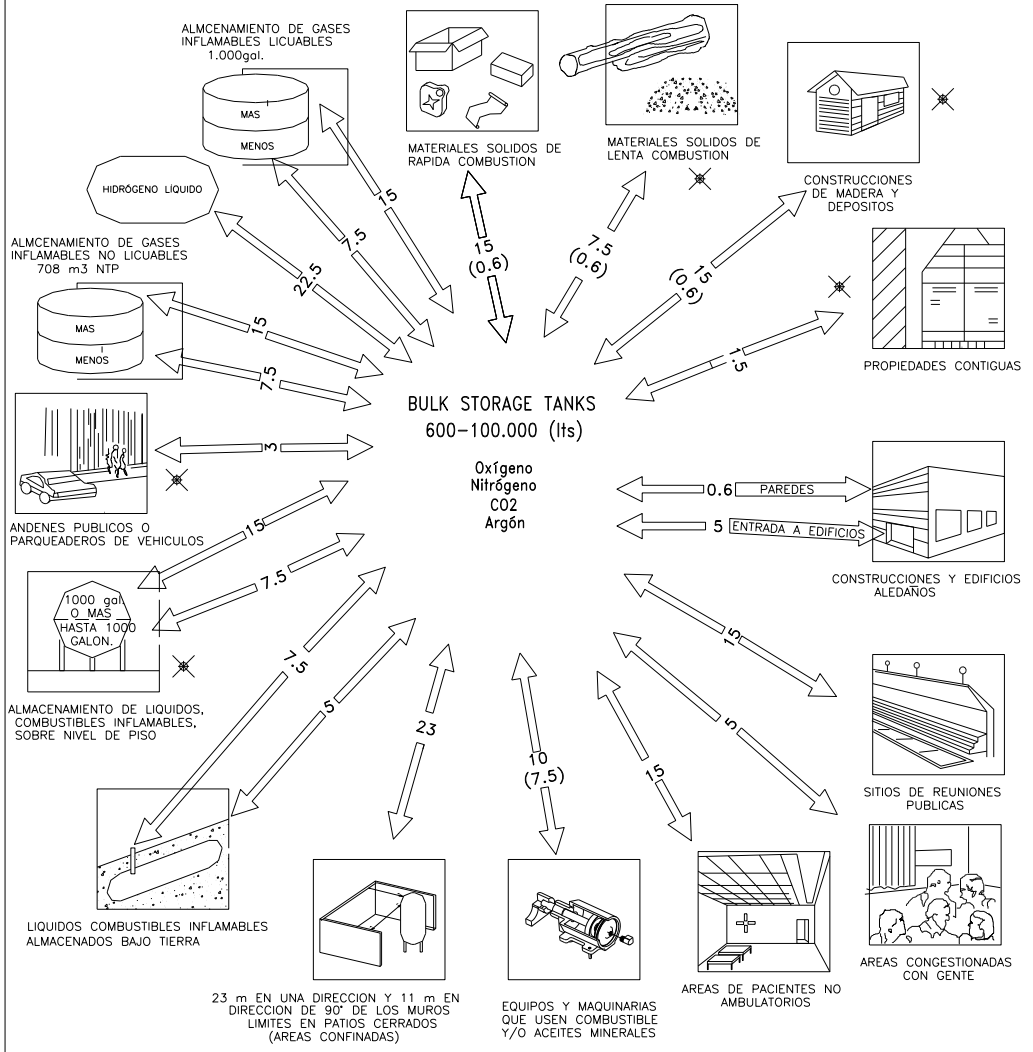 ALMCENAMIENTO DE GASES
INFLAMABLES LICUABLES
1.000gal.
MAS
MENOS
MATERIALES SOLIDOS DE
RAPIDA COMBUSTION
MATERIALES SOLIDOS DE
LENTA COMBUSTION
CONSTRUCCIONES
DE MADERA Y
DEPOSITOS
HIDRÓGENO LÍQUIDO
ALMCENAMIENTO DE GASES
INFLAMABLES NO LICUABLES
708 m3 NTP
MAS
MENOS
15
7.5
22.5
15
7.5
15
(0.6)
7.5
(0.6)
15
(0.6)
1.5
PROPIEDADES CONTIGUAS
BULK STORAGE TANKS
600-100.000 (lts)
Oxígeno
Nitrógeno
CO2
Argón
3
ANDENES PUBLICOS O
PARQUEADEROS DE VEHICULOS
0.6 PAREDES
5 ENTRADA A EDIFICIOS
CONSTRUCCIONES Y EDIFICIOS
ALEDAÑOS
15
7.5
1000 gal.
O MAS
HASTA 1000
GALON.
ALMACENAMIENTO DE LIQUIDOS,
COMBUSTIBLES INFLAMABLES,
SOBRE NIVEL DE PISO
7.5
5
23
10
(7.5)
15
5
15
SITIOS DE REUNIONES
PUBLICAS
LIQUIDOS COMBUSTIBLES INFLAMABLES
ALMACENADOS BAJO TIERRA
23 m EN UNA DIRECCION Y 11 m EN
DIRECCION DE 90° DE LOS MUROS
LIMITES EN PATIOS CERRADOS
(AREAS CONFINADAS)
EQUIPOS Y MAQUINARIAS
QUE USEN COMBUSTIBLE
Y/O ACEITES MINERALES
AREAS DE PACIENTES NO
AMBULATORIOS
AREAS CONGESTIONADAS
CON GENTE